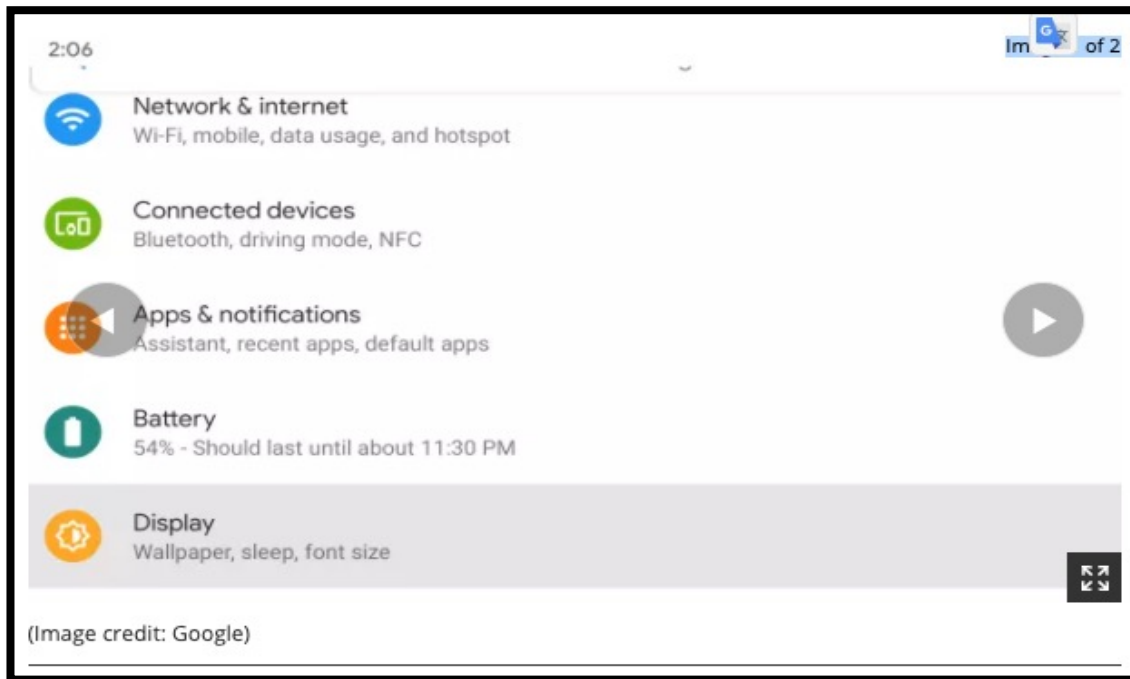 2:06
Im of 2
Network & internet
Wi-Fi, mobile, data usage, and hotspot
Connected devices
Bluetooth, driving mode, NFC
Apps & notifications
Assistant, recent apps, default apps
Battery
54% - Should last until about 11:30 PM
Display
Wallpaper, sleep, font size
(Image credit: Google)